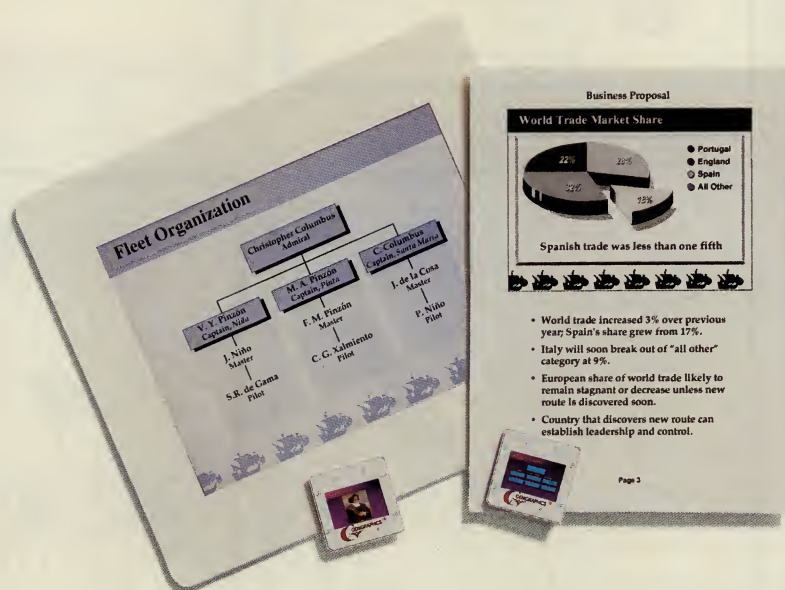 Fleet Organization
Christopher Columbus
Admiral
V. Y. Pinzón
Captain, Niña
M. A. Pinzón
Captain, Pinta
C. Columbus
Captain, Santa Maria
J. Niño
Master
S.R. de Gama
Pilot
F. M. Pinzón
Master
C. G. Xalmiento
Pilot
J. de la Cosa
Master
P. Niño
Pilot
GENIGRAPHICS
Business Proposal
World Trade Market Share
22%
Portugal
England
Spain
All Other
Spanish trade was less than one fifth
• World trade increased 3% over previous
year; Spain's share grew from 17%.
• Italy will soon break out of "all other"
category at 9%.
• European share of world trade likely to
remain stagnant or decrease unless new
route is discovered soon.
• Country that discovers new route can
establish leadership and control.
GENIGRAPHICS
Page 3